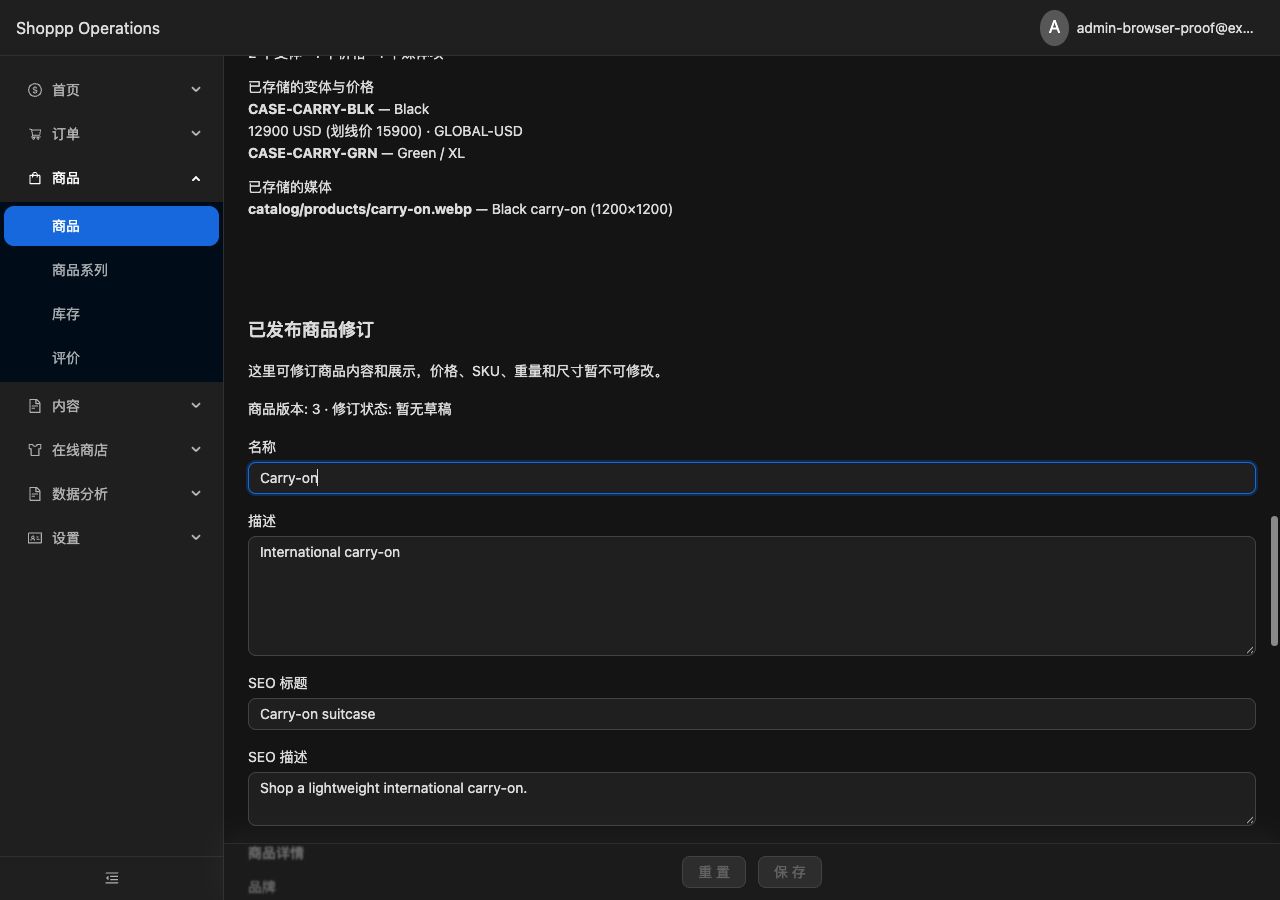 Shoppp Operations
A
admin-browser-proof@ex...
首页
订单
商品
商品
商品系列
库存
评价
内容
在线商店
数据分析
设置
已存储的变体与价格
CASE-CARRY-BLK — Black
12900 USD (划线价 15900) · GLOBAL-USD
CASE-CARRY-GRN — Green / XL
已存储的媒体
catalog/products/carry-on.webp — Black carry-on (1200×1200)
已发布商品修订
这里可修订商品内容和展示，价格、SKU、重量和尺寸暂不可修改。
商品版本: 3 · 修订状态: 暂无草稿
名称
Carry-on
描述
International carry-on
SEO 标题
Carry-on suitcase
SEO 描述
Shop a lightweight international carry-on.
商品详情
品牌
重 置
保 存